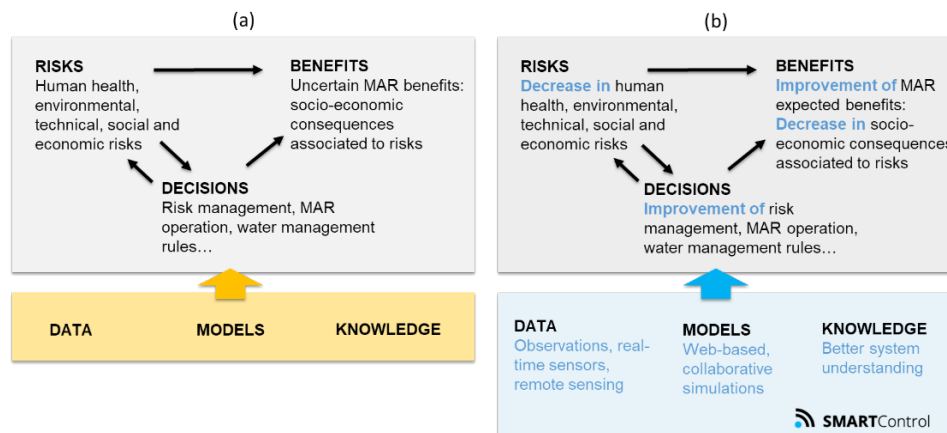 (a)
RISKS
Human health,
environmental,
technical, social and
economic risks
BENEFITS
Uncertain MAR benefits:
socio-economic
consequences
associated to risks
DECISIONS
Risk management, MAR
operation, water management
rules…
DATA
MODELS
KNOWLEDGE
(b)
RISKS
Decrease in human
health, environmental,
technical, social and
economic risks
BENEFITS
Improvement of MAR
expected benefits:
Decrease in socio-
economic consequences
associated to risks
DECISIONS
Improvement of risk
management, MAR operation,
water management rules…
DATA
Observations, real-
time sensors,
remote sensing
MODELS
Web-based,
collaborative
simulations
KNOWLEDGE
Better system
understanding
SMARTControl